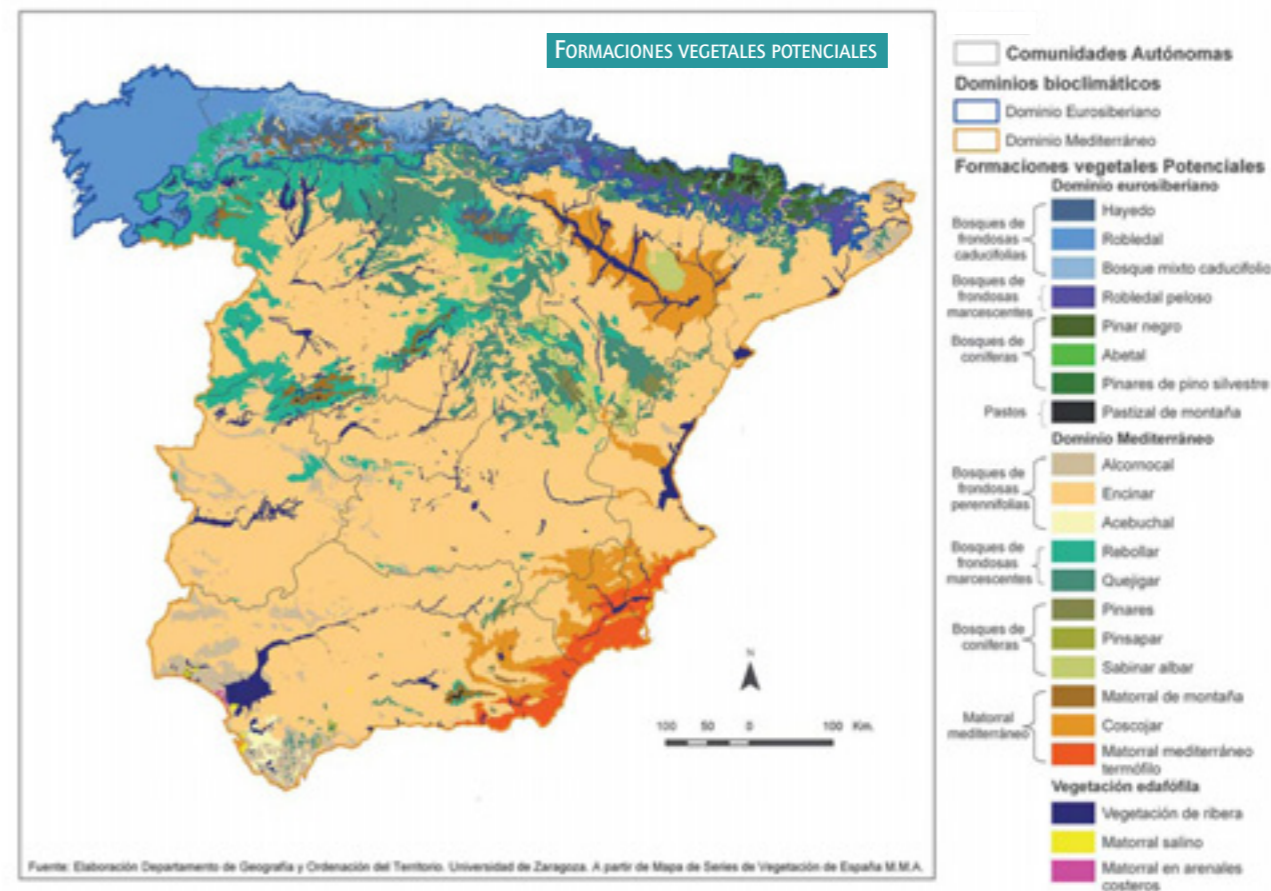 FORMACIONES VEGETALES POTENCIALES
N
100 50 0 100 Km.
Fuente: Elaboración Departamento de Geografía y Ordenación del Territorio. Universidad de Zaragoza. A partir de Mapa de Series de Vegetación de España M.M.A.
Comunidades Autónomas
Dominios bioclimáticos
Dominio Eurosiberiano
Dominio Mediterráneo
Formaciones vegetales Potenciales
Dominio eurosiberiano
Bosques de
frondosas
caducifolias
Hayedo
Robledal
Bosque mixto caducifolio
Bosques de
frondosas
marcescentes
Robledal peloso
Bosques de
coníferas
Pinar negro
Abetal
Pinares de pino silvestre
Pastos
Pastizal de montaña
Dominio Mediterráneo
Bosques de
frondosas
perennifolias
Alcornocal
Encinar
Acebuchal
Bosques de
frondosas
marcescentes
Rebollar
Quejigar
Bosques de
coníferas
Pinares
Pinsapar
Sabinar albar
Matorral
mediterráneo
Matorral de montaña
Coscojar
Matorral mediterráneo
termófilo
Vegetación edafófila
Vegetación de ribera
Matorral salino
Matorral en arenales
costeros